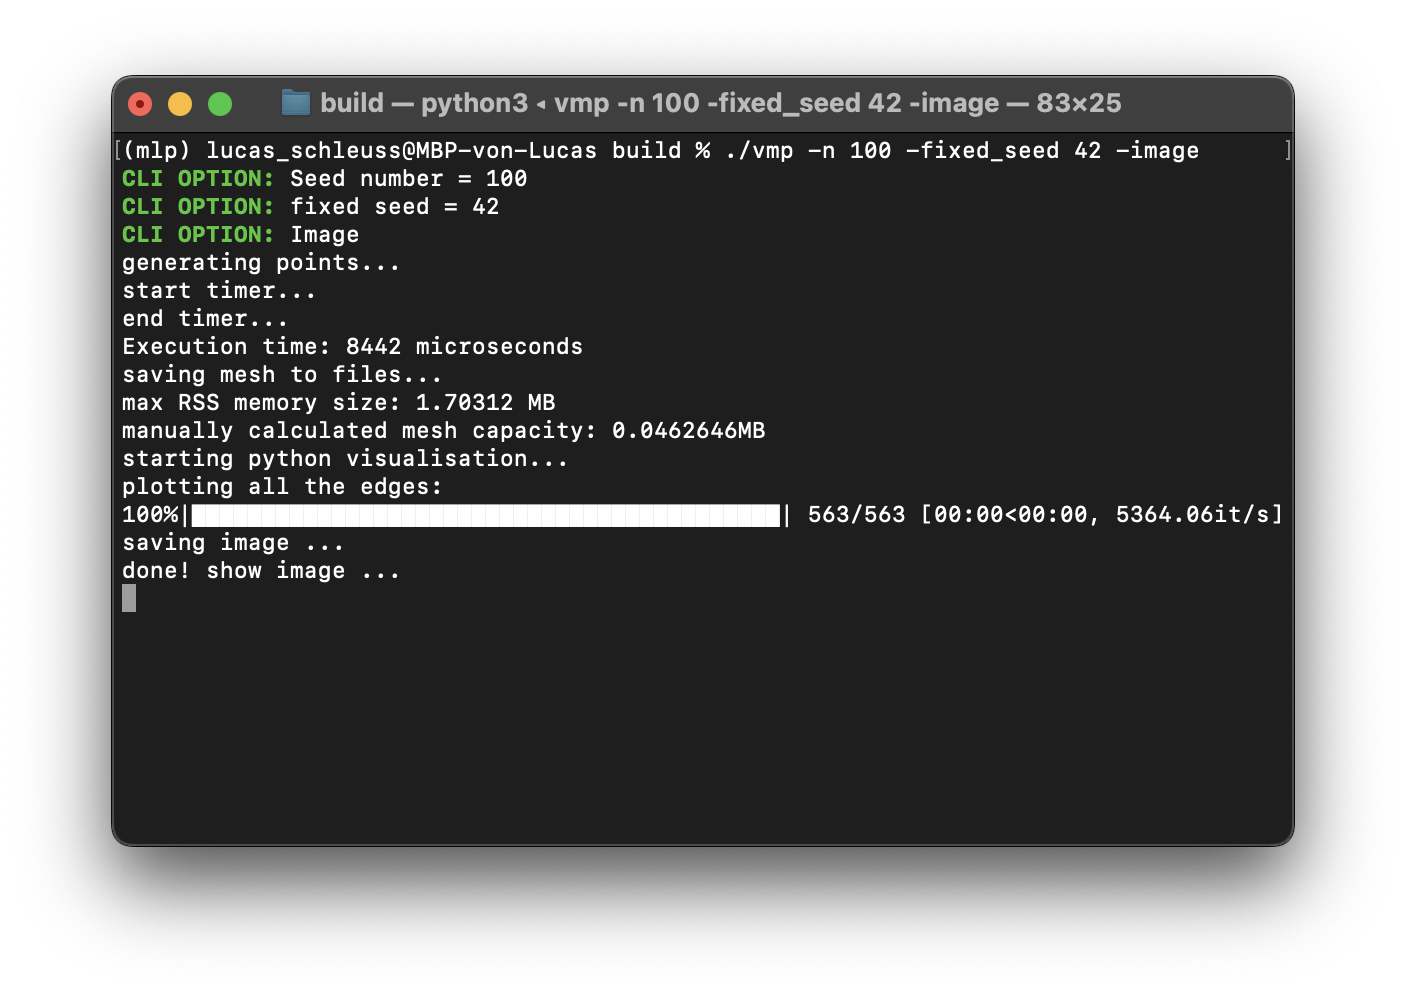 build — python3 ◂ vmp -n 100 -fixed_seed 42 -image — 83×25
[(mlp) lucas_schleuss@MBP-von-Lucas build % ./vmp -n 100 -fixed_seed 42 -image ]
CLI OPTION: Seed number = 100
CLI OPTION: fixed seed = 42
CLI OPTION: Image
generating points...
start timer...
end timer...
Execution time: 8442 microseconds
saving mesh to files...
max RSS memory size: 1.70312 MB
manually calculated mesh capacity: 0.0462646MB
starting python visualisation...
plotting all the edges:
100%|██████████████████████████████████████████| 563/563 [00:00<00:00, 5364.06it/s]
saving image ...
done! show image ...